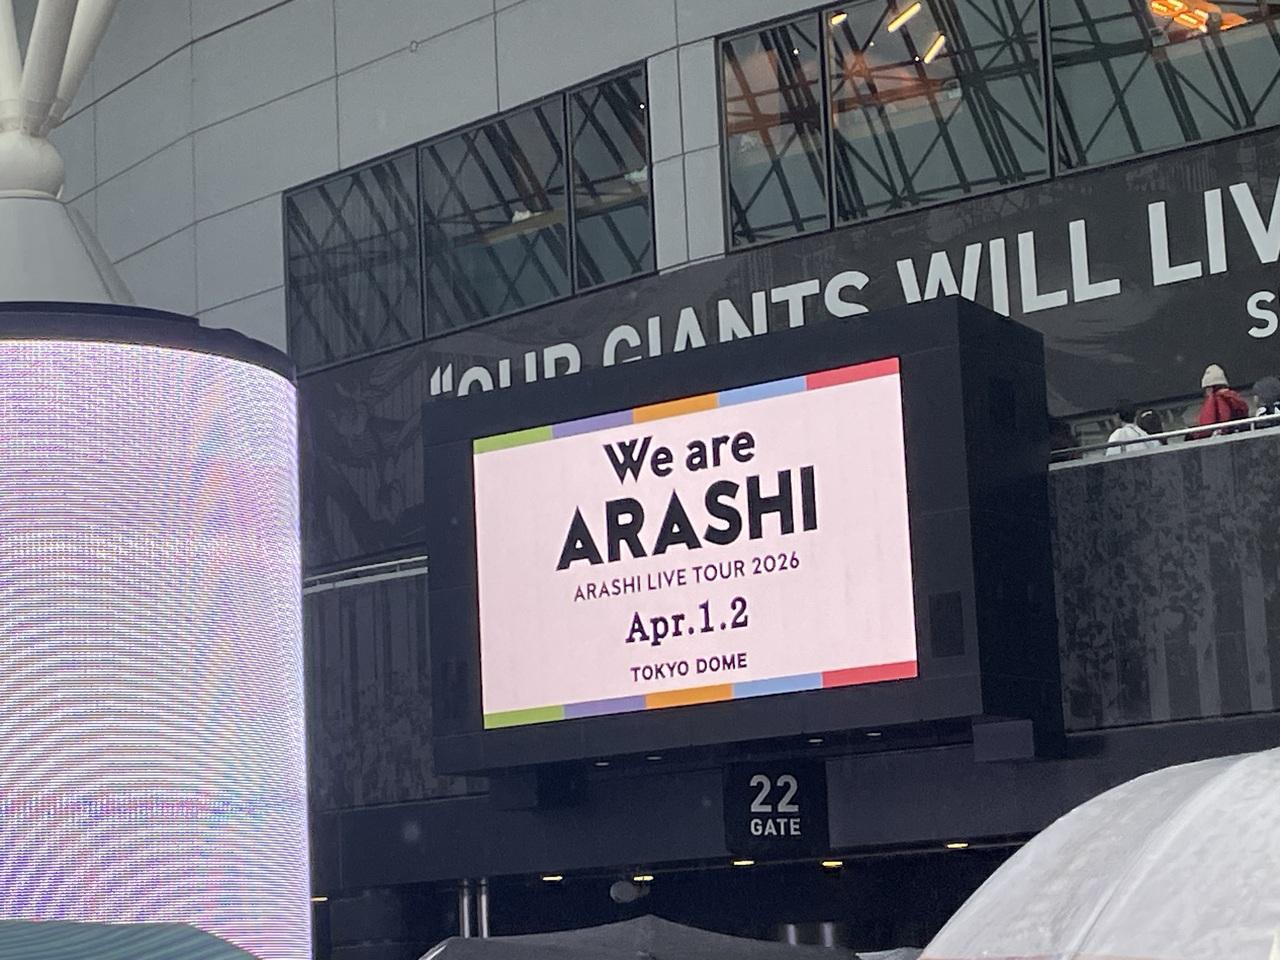 "OUR GIANTS WILL LIV
S
We are
ARASHI
ARASHI LIVE TOUR 2026
Apr.1.2
TOKYO DOME
22
GATE